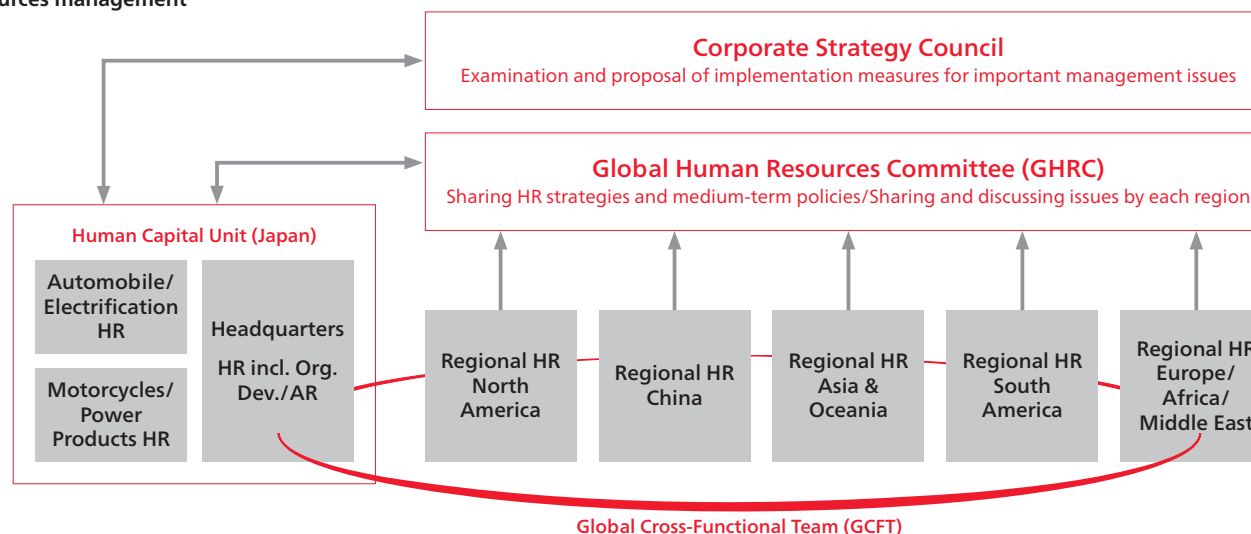 urces management
Corporate Strategy Council
Examination and proposal of implementation measures for important management issues
Global Human Resources Committee (GHRC)
Sharing HR strategies and medium-term policies/Sharing and discussing issues by each region
Human Capital Unit (Japan)
Automobile/
Electrification
HR
Motorcycles/
Power
Products HR
Headquarters
HR incl. Org.
Dev./AR
Regional HR
North
America
Regional HR
China
Regional HR
Asia &
Oceania
Regional HR
South
America
Regional HR
Europe/
Africa/
Middle East
Global Cross-Functional Team (GCFT)